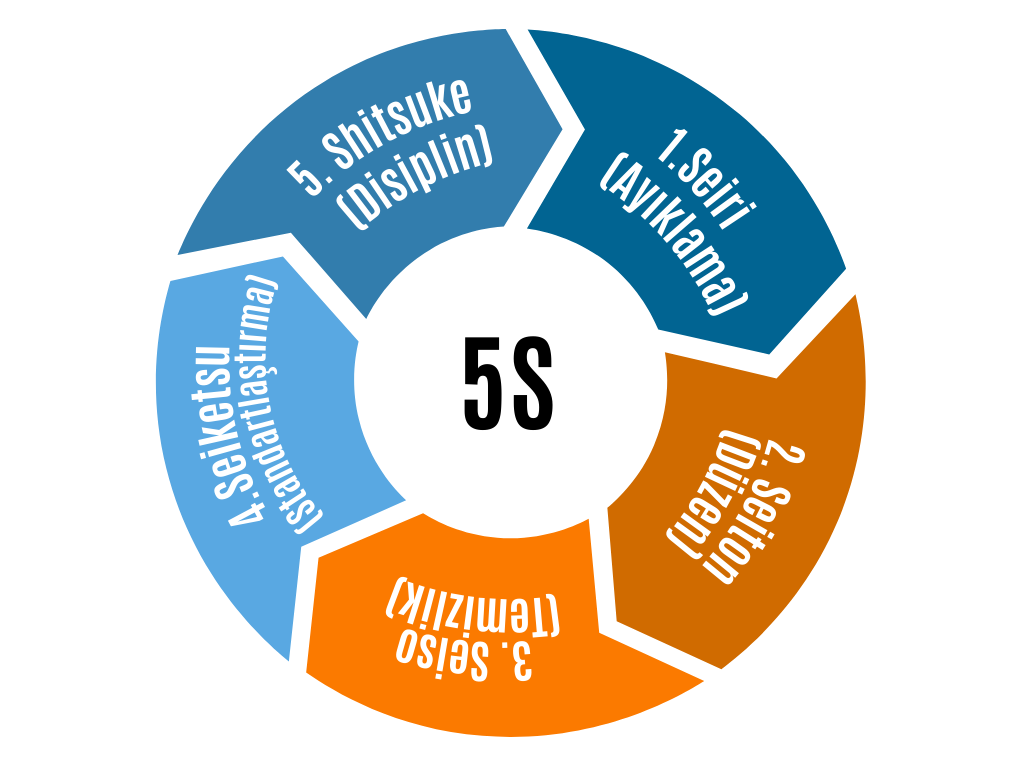 5S
1.Seiri
(Ayıklama)
2. Seiton
(Düzen)
3. Seiso
(Temizlik)
4.Seiketsu
(Standartlaştırma)
5. Shitsuke
(Disiplin)